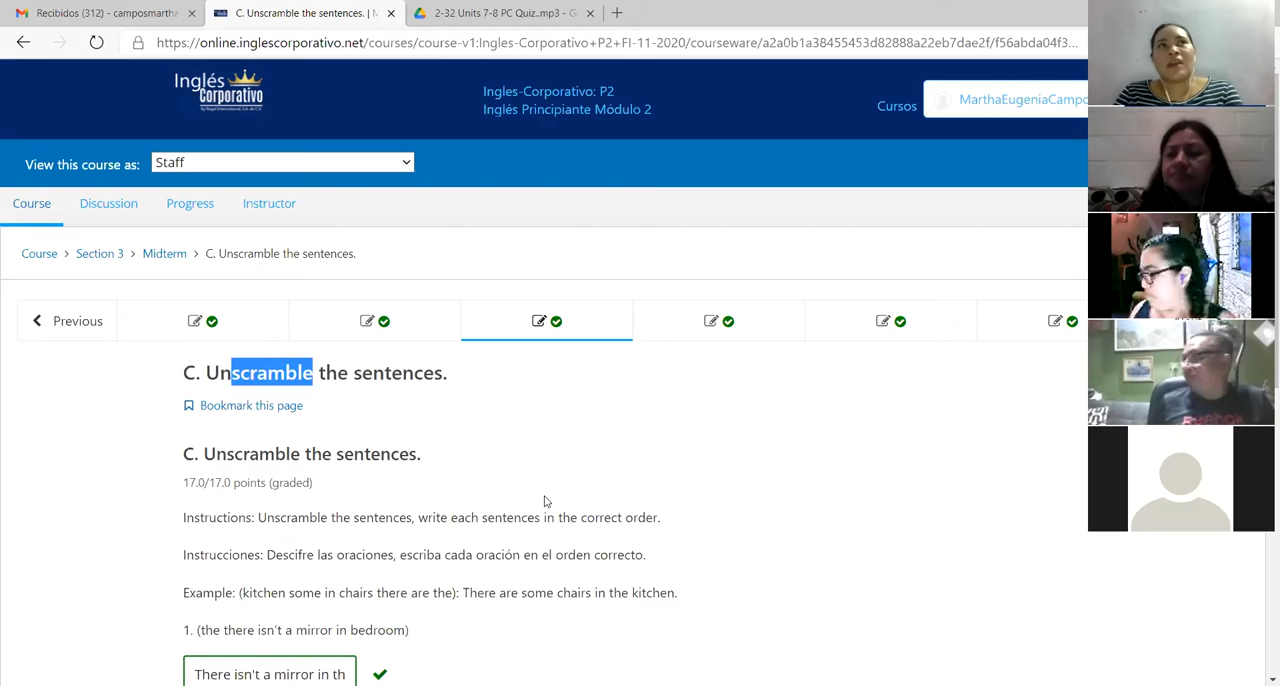 Recibidos (312) - camposmartha
C. Unscramble the sentences. | M
2-32 Units 7-8 PC Quiz..mp3 - G
https://online.inglescorporativo.net/courses/course-v1:Ingles-Corporativo+P2+FI-11-2020/courseware/a2a0b1a38455453d82888a22eb7dae2f/f56abda04f3...
Inglés
Corporativo
Ingles-Corporativo: P2
Inglés Principiante Módulo 2
Cursos
MarthaEugeniaCampo
View this course as:
Staff
Course
Discussion
Progress
Instructor
Course > Section 3 > Midterm > C. Unscramble the sentences.
Previous
C. Unscramble the sentences.
Bookmark this page
C. Unscramble the sentences.
17.0/17.0 points (graded)
Instructions: Unscramble the sentences, write each sentences in the correct order.
Instrucciones: Descifre las oraciones, escriba cada oración en el orden correcto.
Example: (kitchen some in chairs there are the): There are some chairs in the kitchen.
1. (the there isn´t a mirror in bedroom)
There isn't a mirror in th